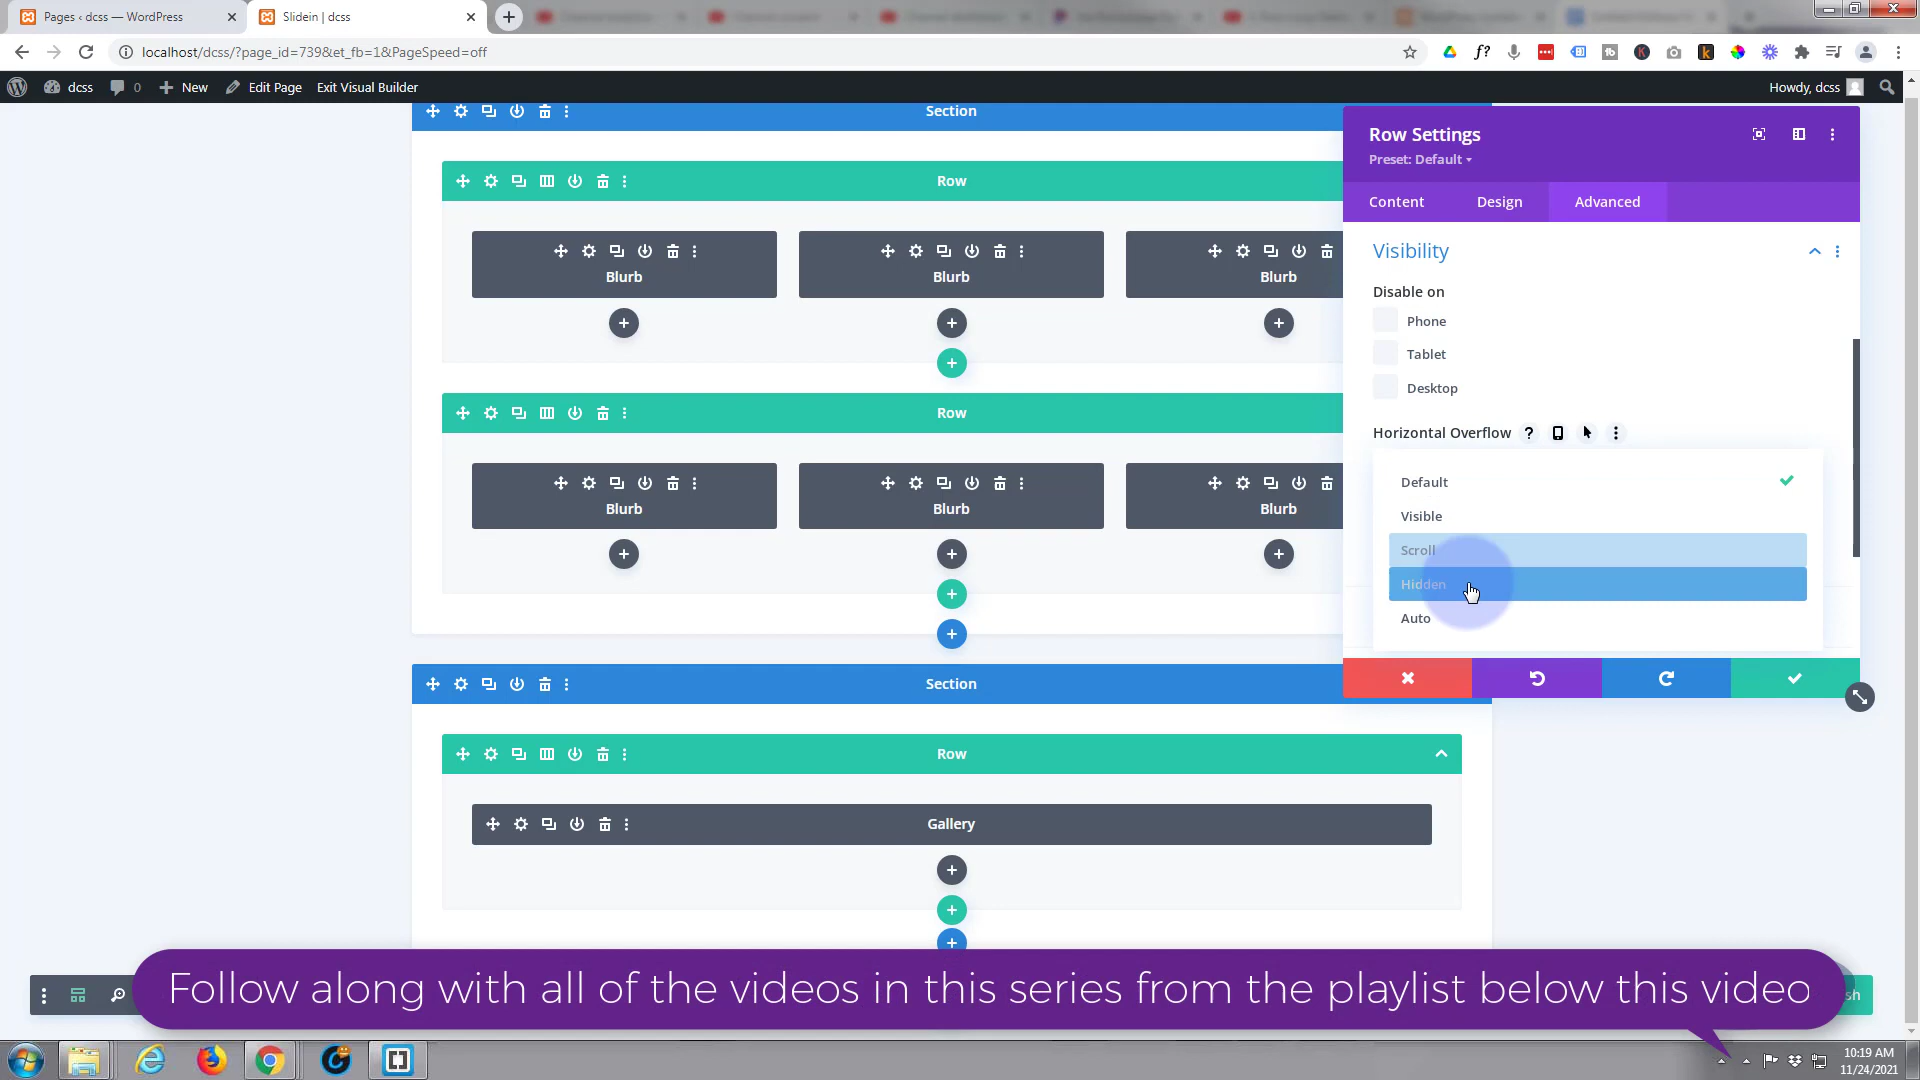 Pages ‹ dcss — WordPress
Slidein | dcss
localhost/dcss/?page_id=739&et_fb=1&PageSpeed=off
dcss
0
New
Edit Page
Exit Visual Builder
Howdy, dcss
Section
Row
Blurb
Blurb
Blurb
Row
Blurb
Blurb
Blurb
Section
Row
Gallery
Row Settings
Preset: Default
Content
Design
Advanced
Visibility
Disable on
Phone
Tablet
Desktop
Horizontal Overflow
Default
Visible
Scroll
Hidden
Auto
Follow along with all of the videos in this series from the playlist below this video
10:19 AM
11/24/2021